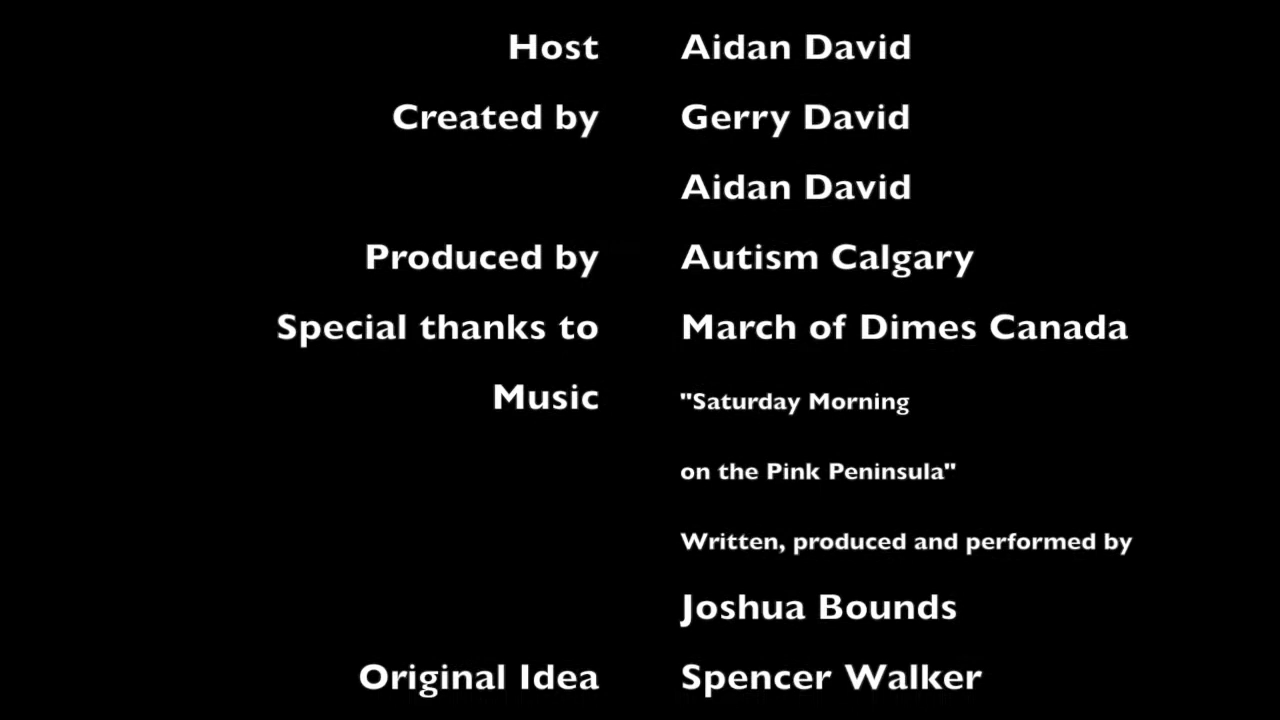 Host Aidan David
Created by Gerry David
Aidan David
Produced by Autism Calgary
Special thanks to March of Dimes Canada
Music "Saturday Morning
on the Pink Peninsula"
Written, produced and performed by
Joshua Bounds
Original Idea Spencer Walker